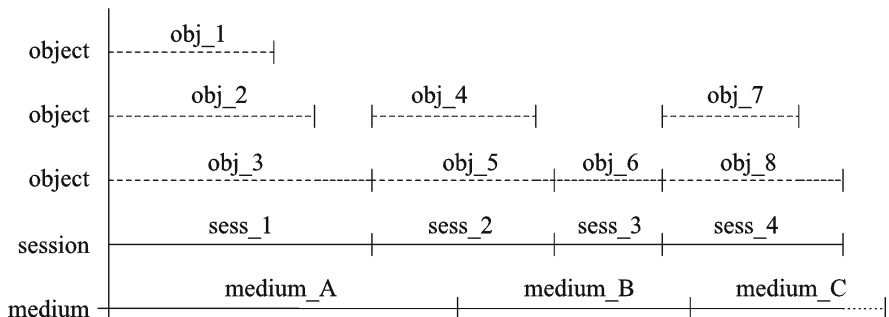 obj_1
object
obj_2 obj_4 obj_7
object
obj_3 obj_5 obj_6 obj_8
object
sess_1 sess_2 sess_3 sess_4
session
medium_A medium_B medium_C
medium